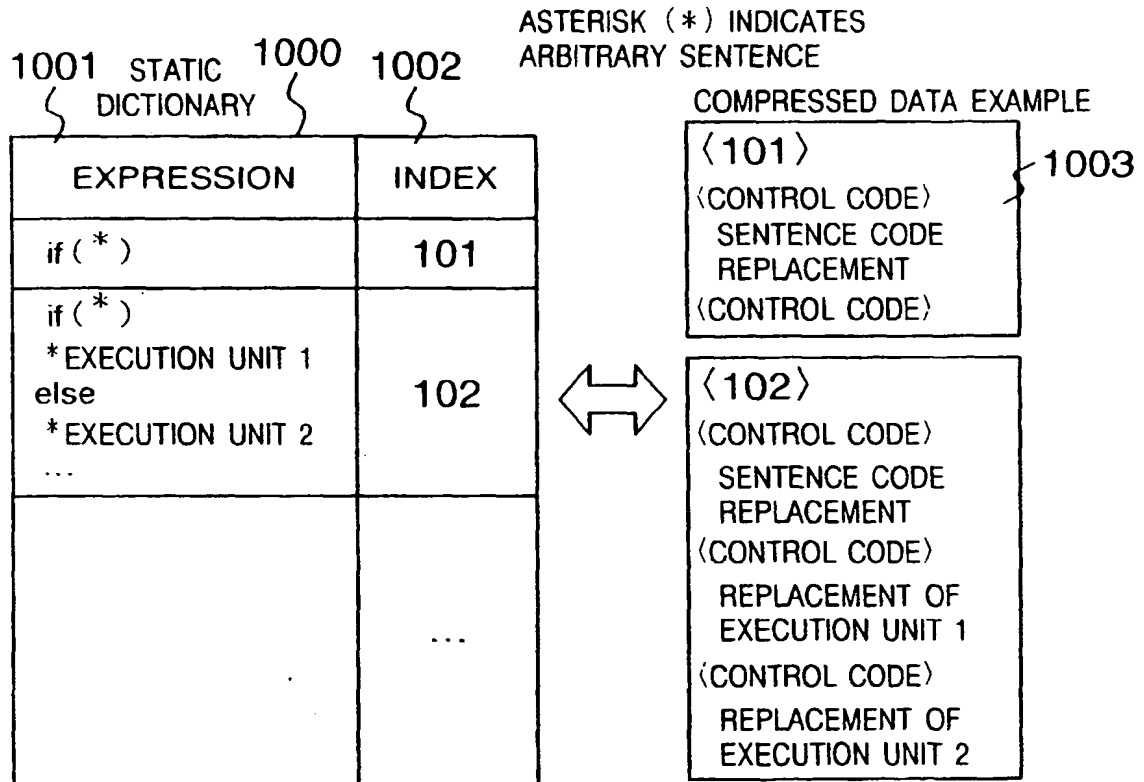 ASTERISK (*) INDICATES
ARBITRARY SENTENCE
1001 STATIC DICTIONARY 1000 1002
COMPRESSED DATA EXAMPLE
EXPRESSION INDEX
if (*) 101
if (*)
*EXECUTION UNIT 1
else
*EXECUTION UNIT 2
...
102
...
〈101〉
1003
〈CONTROL CODE〉
SENTENCE CODE
REPLACEMENT
〈CONTROL CODE〉
〈102〉
〈CONTROL CODE〉
SENTENCE CODE
REPLACEMENT
〈CONTROL CODE〉
REPLACEMENT OF
EXECUTION UNIT 1
〈CONTROL CODE〉
REPLACEMENT OF
EXECUTION UNIT 2